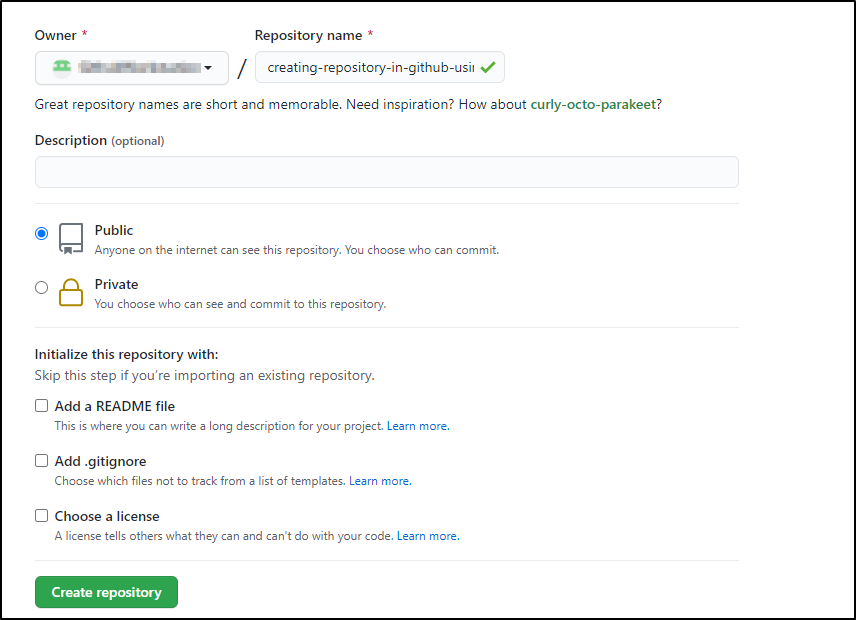 Owner * Repository name *
/ creating-repository-in-github-usin
Great repository names are short and memorable. Need inspiration? How about curly-octo-parakeet?
Description (optional)
Public
Anyone on the internet can see this repository. You choose who can commit.
Private
You choose who can see and commit to this repository.
Initialize this repository with:
Skip this step if you're importing an existing repository.
Add a README file
This is where you can write a long description for your project. Learn more.
Add .gitignore
Choose which files not to track from a list of templates. Learn more.
Choose a license
A license tells others what they can and can't do with your code. Learn more.
Create repository